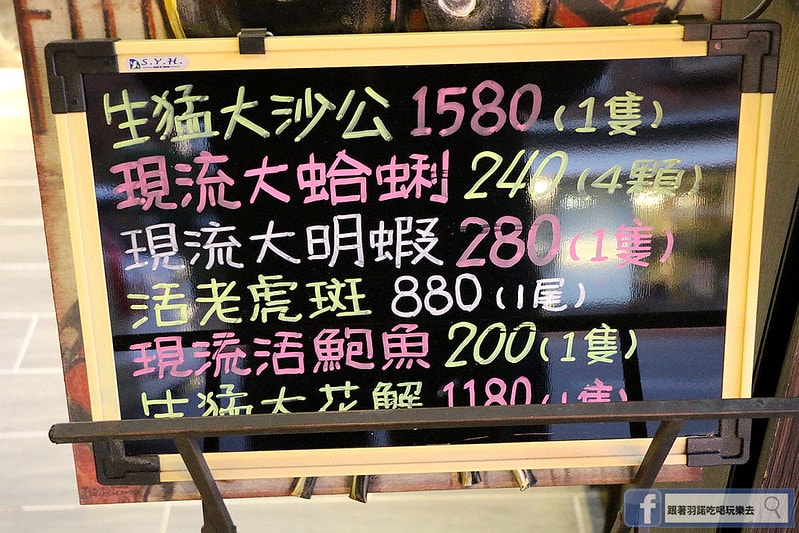 S.Y.H.
生猛大沙公 1580 (1隻)
現流大蛤蜊 240 (4顆)
現流大明蝦 280 (1隻)
活老虎斑 880 (1尾)
現流活鮑魚 200 (1隻)
生猛大花蟹 1180 (1隻)
f 跟著羽諾吃喝玩樂去